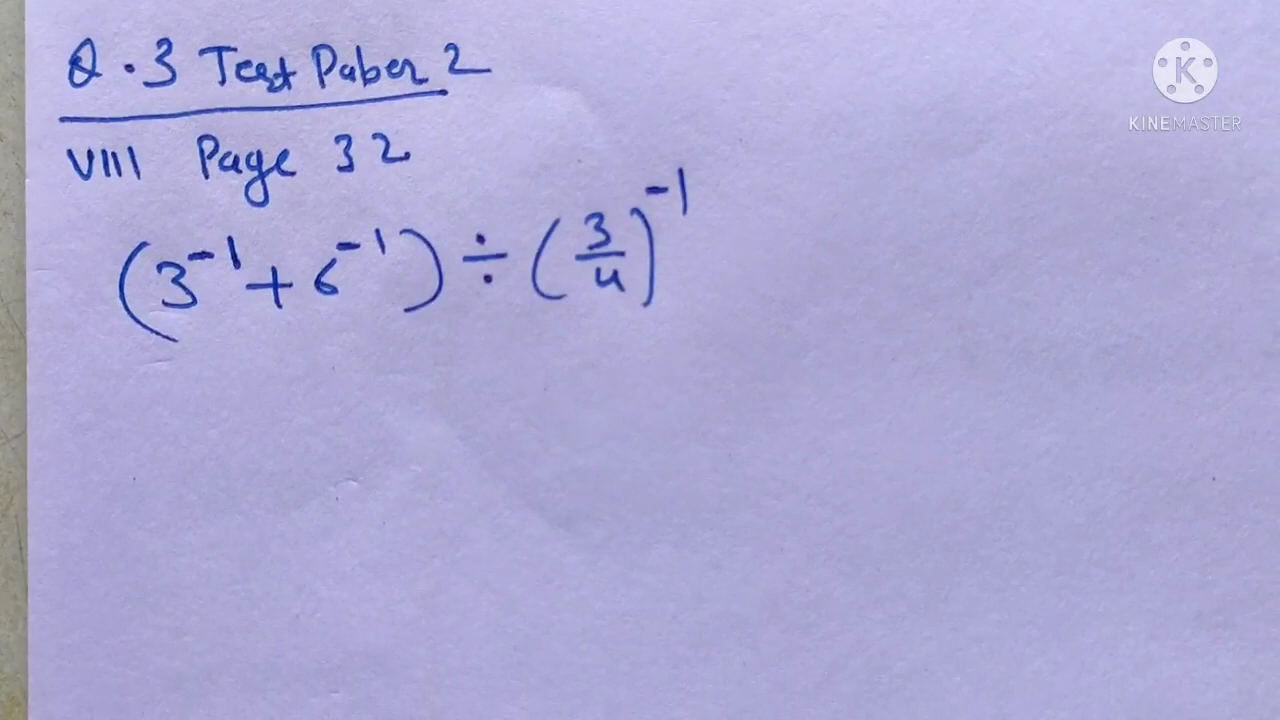 Q.3 Test Paber 2
VIII Page 32
(3⁻¹+6⁻¹) ÷ (3/4)⁻¹
K
KINEMASTER